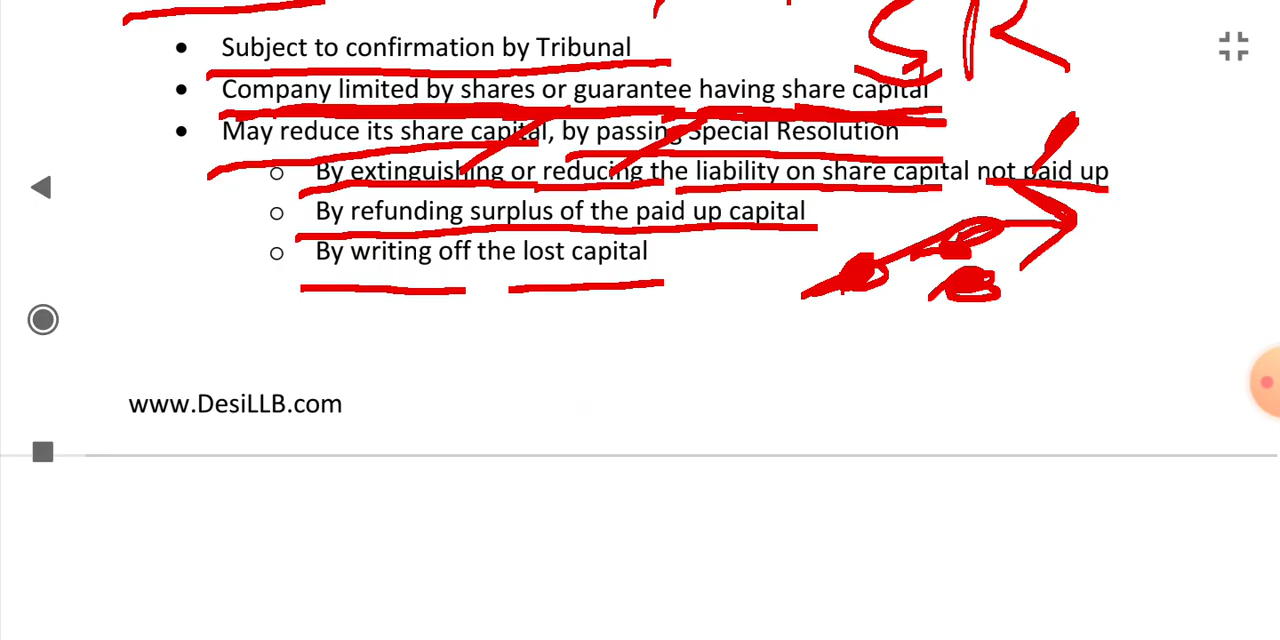 SR
• Subject to confirmation by Tribunal
• Company limited by shares or guarantee having share capital
• May reduce its share capital, by passing Special Resolution
o By extinguishing or reducing the liability on share capital not paid up
o By refunding surplus of the paid up capital
o By writing off the lost capital
www.DesiLLB.com